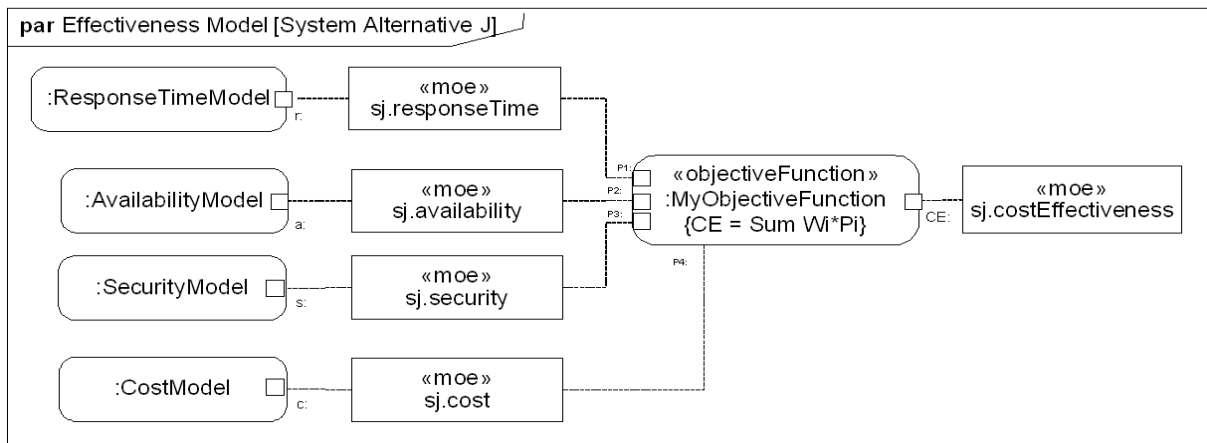 par Effectiveness Model [System Alternative J]
:ResponseTimeModel
r:
«moe»
sj.responseTime
:AvailabilityModel
a:
«moe»
sj.availability
:SecurityModel
s:
«moe»
sj.security
:CostModel
c:
«moe»
sj.cost
P1:
P2:
P3:
P4:
«objectiveFunction»
:MyObjectiveFunction
{CE = Sum Wi*Pi}
CE:
«moe»
sj.costEffectiveness